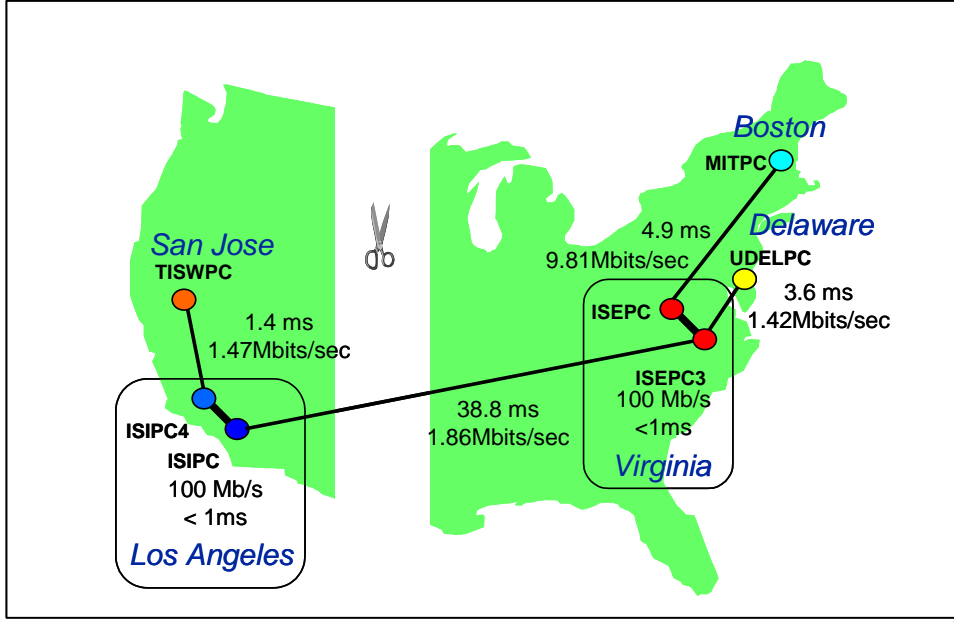 Boston
MITPC
4.9 ms
9.81Mbits/sec
Delaware
UDELPC
3.6 ms
1.42Mbits/sec
San Jose
TISWPC
1.4 ms
1.47Mbits/sec
ISEPC
ISEPC3
100 Mb/s
<1ms
Virginia
38.8 ms
1.86Mbits/sec
ISIPC4
ISIPC
100 Mb/s
< 1ms
Los Angeles